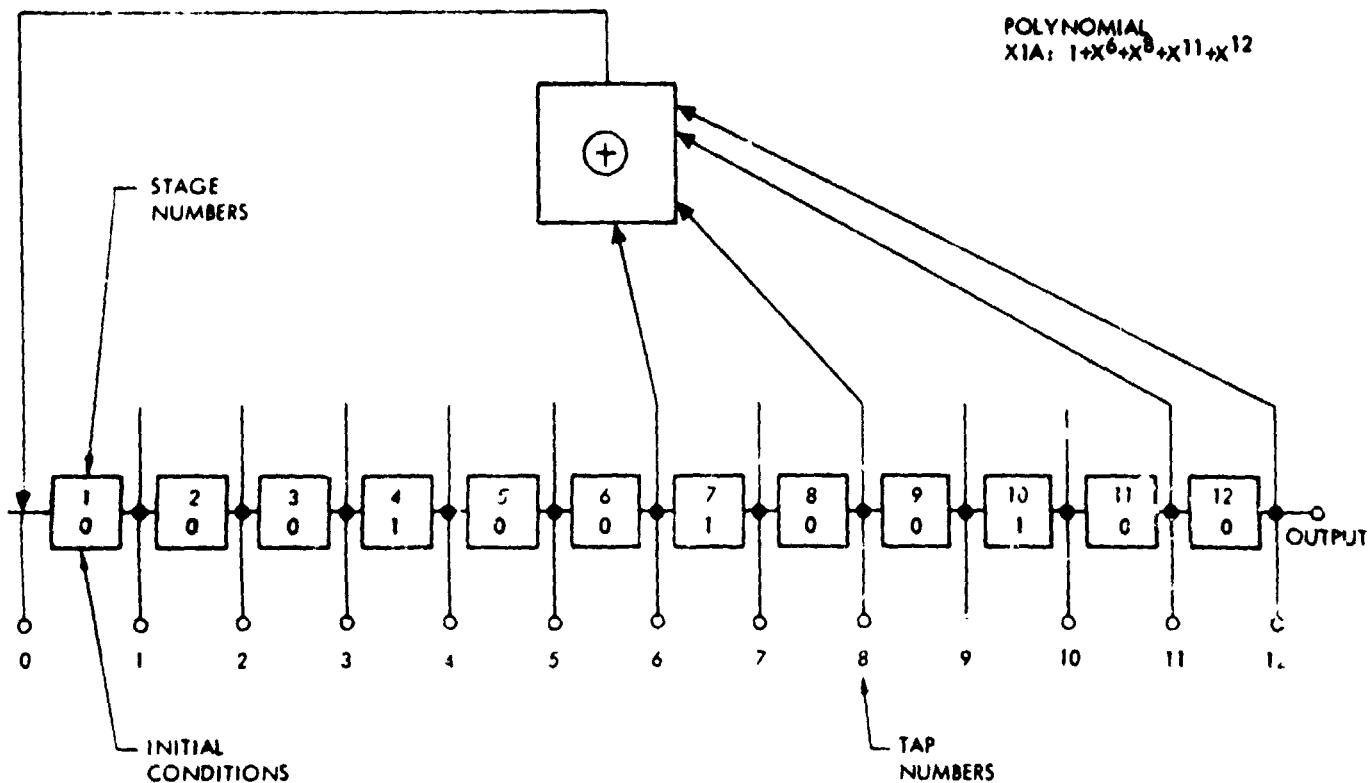 POLYNOMIAL
X1A: 1+X⁶+X⁸+X¹¹+X¹²
STAGE
NUMBERS
1 2 3 4 5 6 7 8 9 10 11 12
0 0 0 1 0 0 1 0 0 1 0 0
OUTPUT
0 1 2 3 4 5 6 7 8 9 10 11
INITIAL
CONDITIONS
TAP
NUMBERS